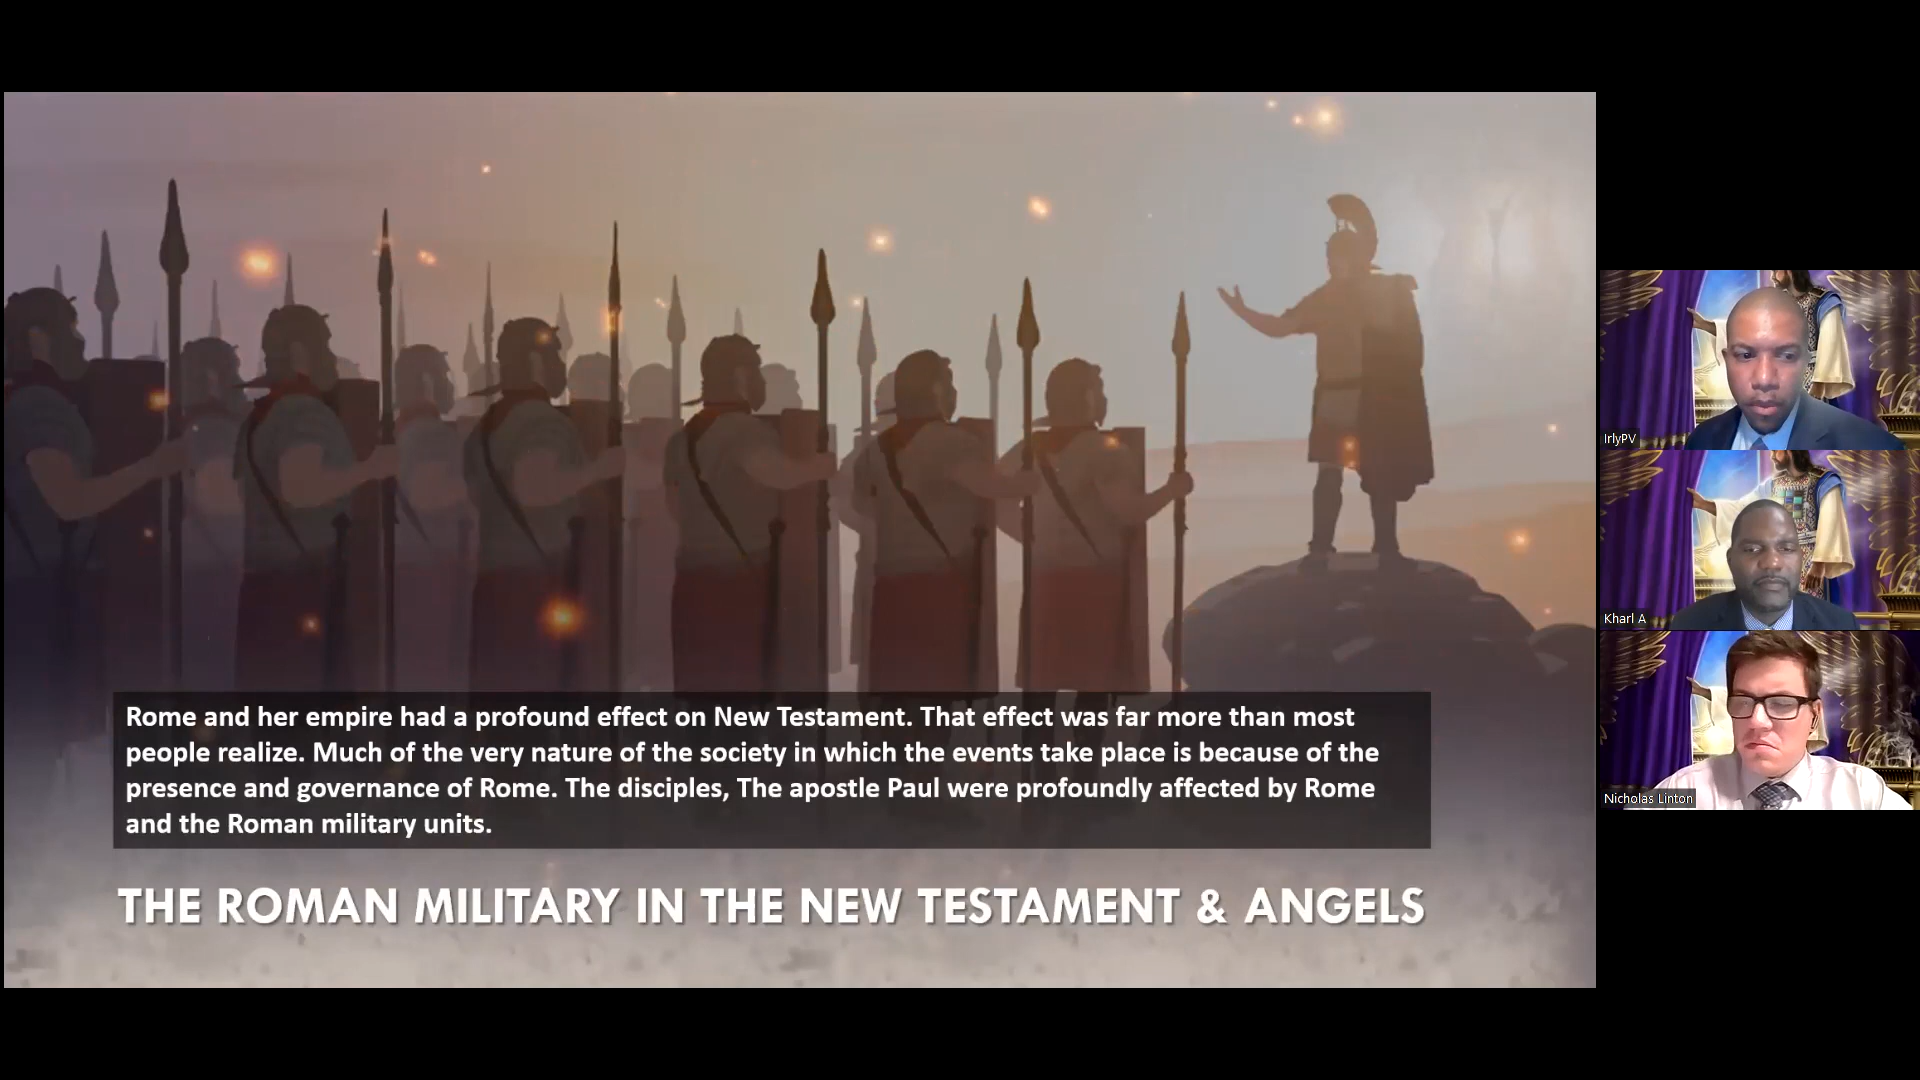 Rome and her empire had a profound effect on New Testament. That effect was far more than most
people realize. Much of the very nature of the society in which the events take place is because of the
presence and governance of Rome. The disciples, The apostle Paul were profoundly affected by Rome
and the Roman military units.
THE ROMAN MILITARY IN THE NEW TESTAMENT & ANGELS
IrlyPV
Kharl A
Nicholas Linton